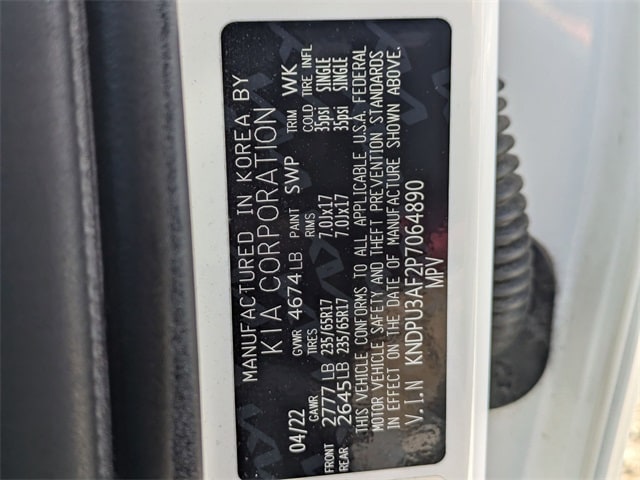 MANUFACTURED IN KOREA BY
KIA CORPORATION
04/22 GVWR 4674LB PAINT SWP TRIM WK
GAWR TIRES RIMS COLD TIRE INFL
FRONT 2777 LB 235/65R17 7.0Jx17 35psi SINGLE
REAR 2645LB 235/65R17 7.0Jx17 35psi SINGLE
THIS VEHICLE CONFORMS TO ALL APPLICABLE U.S.A. FEDERAL
MOTOR VEHICLE SAFETY AND THEFT PREVENTION STANDARDS
IN EFFECT ON THE DATE OF MANUFACTURE SHOWN ABOVE.
V.I.N KNDPU3AF2P7064890
MPV